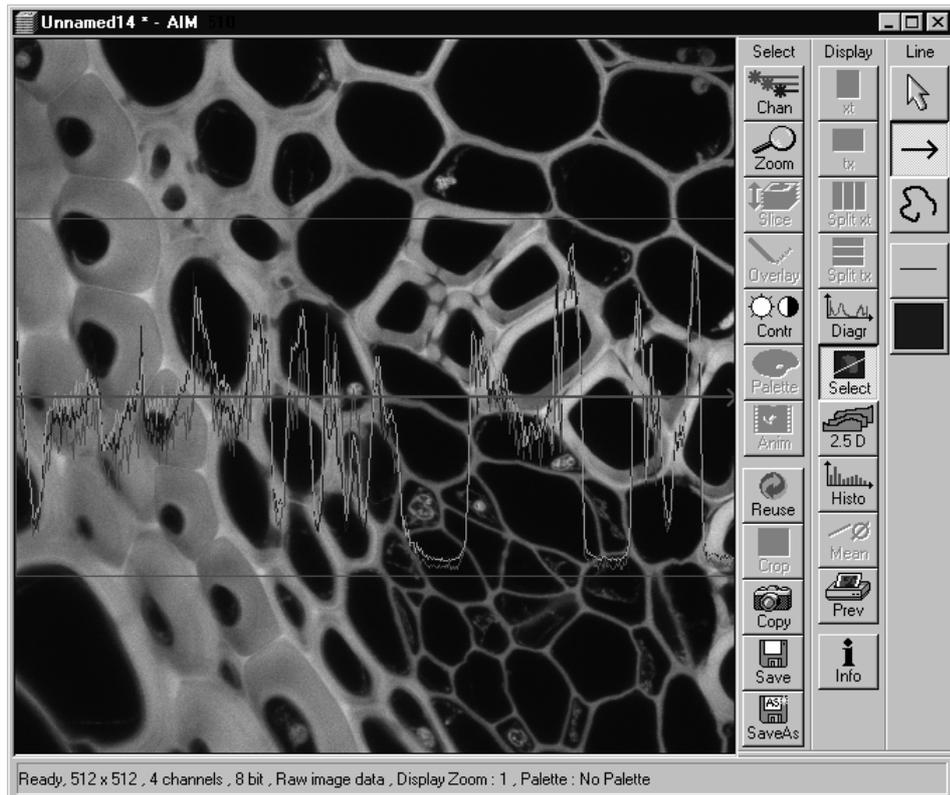 Unnamed14 * - AIM 510
Select
Chan
Zoom
Slice
Overlay
Contr
Palette
Anim
Reuse
Crop
Copy
Save
AS
SaveAs
Display
xt
tx
Split xt
Split tx
Diagr
Select
2.5 D
Histo
Mean
Prev
Info
Line
Ready, 512 x 512 , 4 channels , 8 bit , Raw image data , Display Zoom : 1 , Palette : No Palette